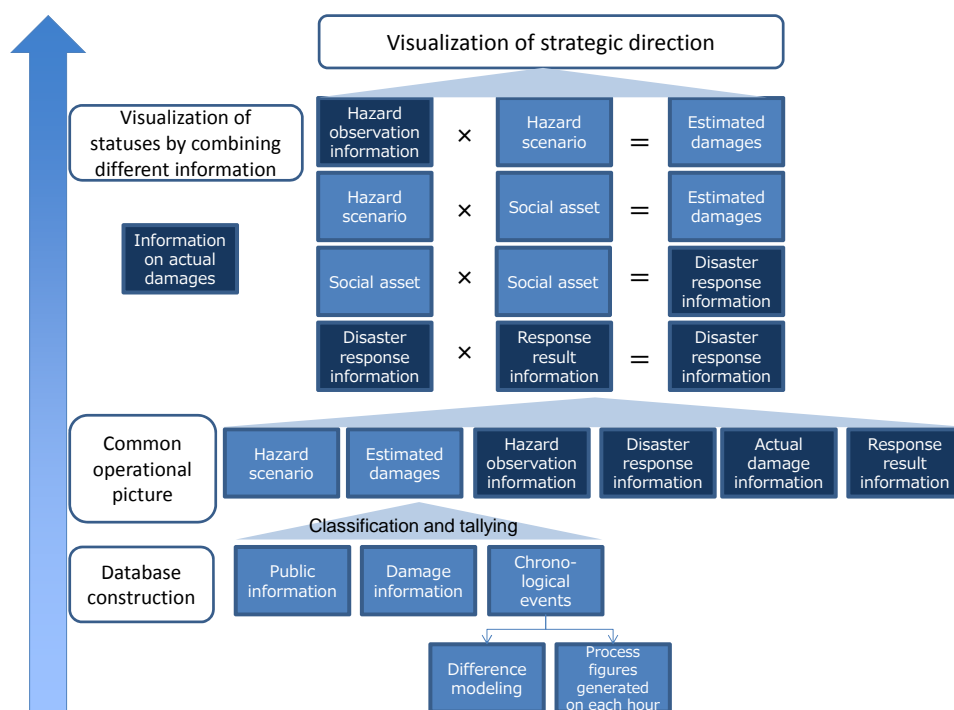 Visualization of strategic direction
Visualization of
statuses by combining
different information
Hazard
observation
information
×
Hazard
scenario
=
Estimated
damages
Hazard
scenario
×
Social asset
=
Estimated
damages
Information
on actual
damages
Social asset
×
Social asset
=
Disaster
response
information
Disaster
response
information
×
Response
result
information
=
Disaster
response
information
Common
operational
picture
Hazard
scenario
Estimated
damages
Hazard
observation
information
Disaster
response
information
Actual
damage
information
Response
result
information
Classification and tallying
Database
construction
Public
information
Damage
information
Chrono-
logical
events
Difference
modeling
Process
figures
generated
on each hour